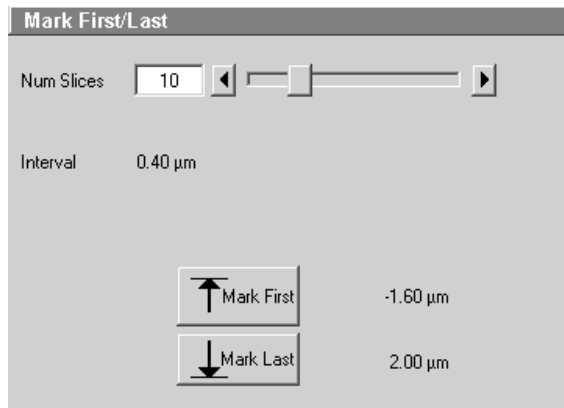 Mark First/Last
Num Slices 10
Interval 0.40 µm
Mark First -1.60 µm
Mark Last 2.00 µm